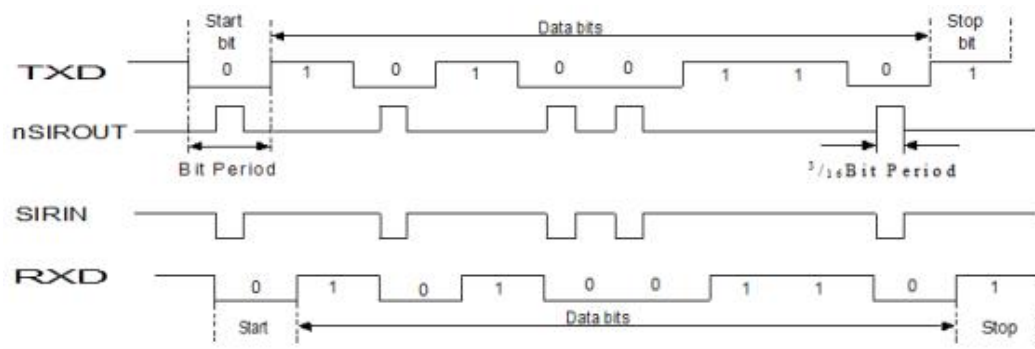 Start bit Data bits Stop bit
TXD 0 1 0 1 0 0 1 1 0 1
nSIROUT
Bit Period 3/16Bit Period
SIRIN
RXD 0 1 0 1 0 0 1 1 0 1
Start Data bits Stop